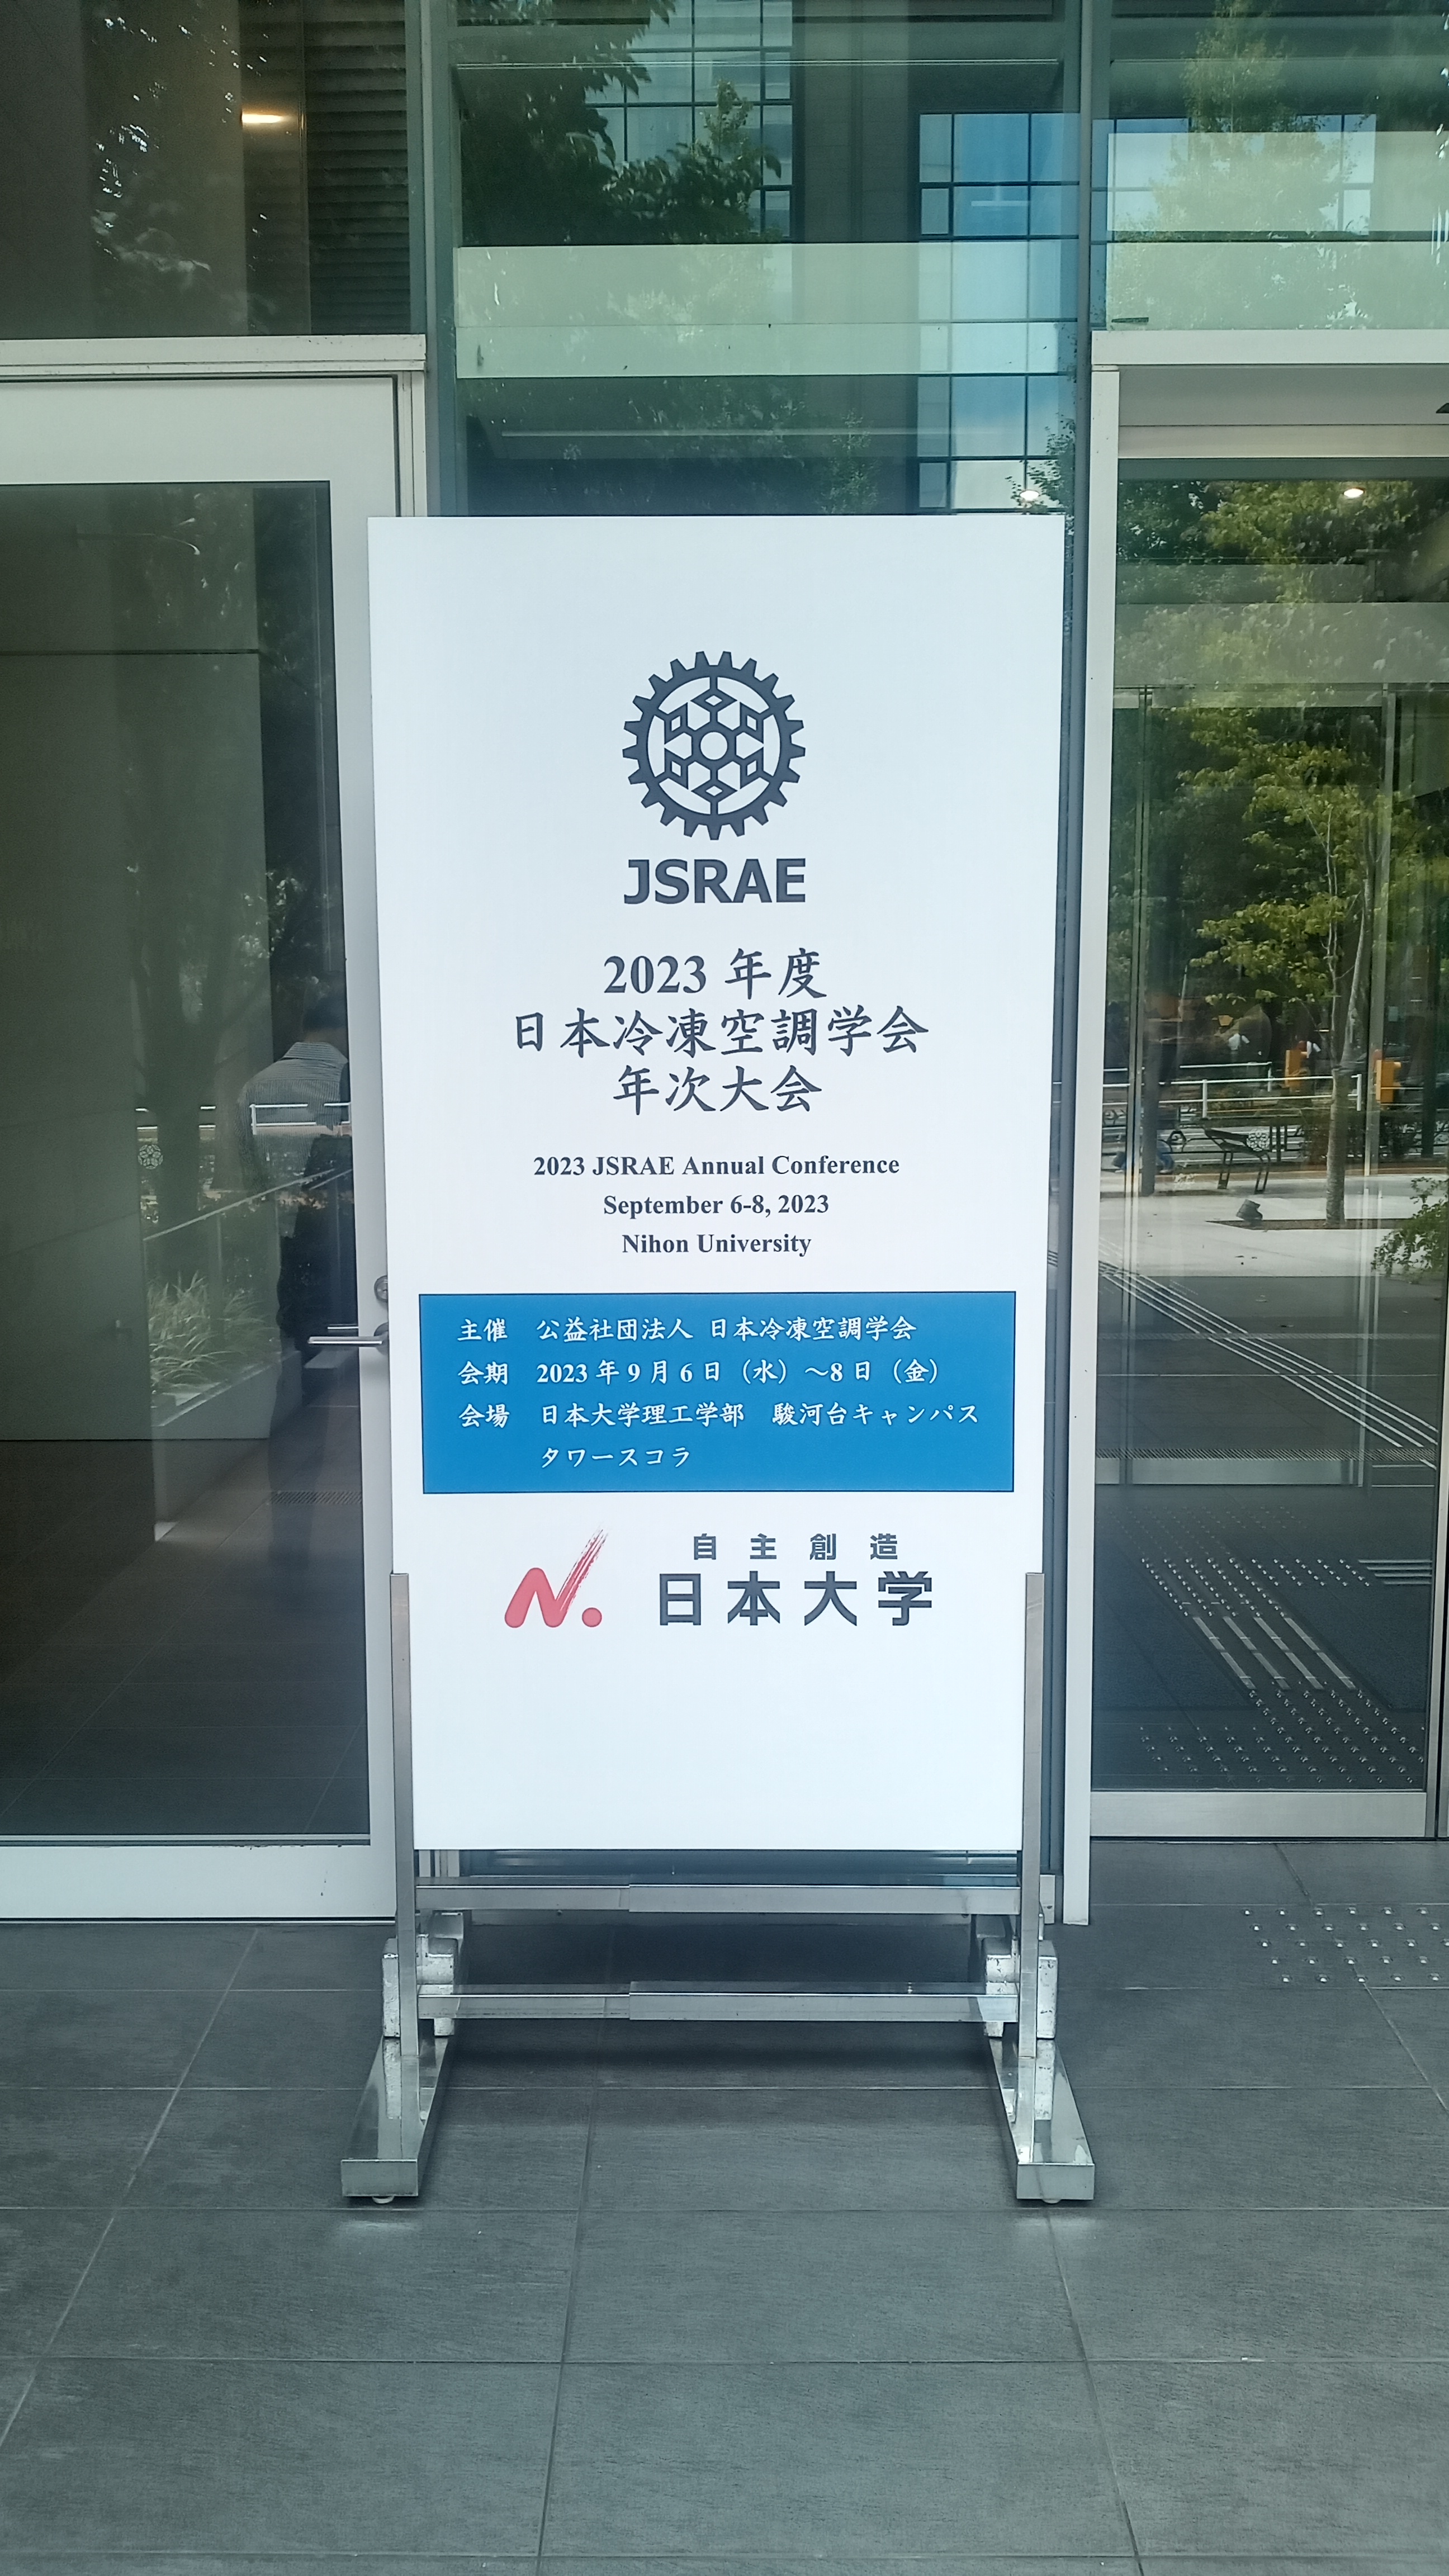 JSRAE
2023 年度
日本冷凍空調学会
年次大会
2023 JSRAE Annual Conference
September 6-8, 2023
Nihon University
主催　公益社団法人 日本冷凍空調学会
会期　2023 年 9 月 6 日（水）～8 日（金）
会場　日本大学理工学部　駿河台キャンパス
タワースコラ
N.
自主創造
日本大学